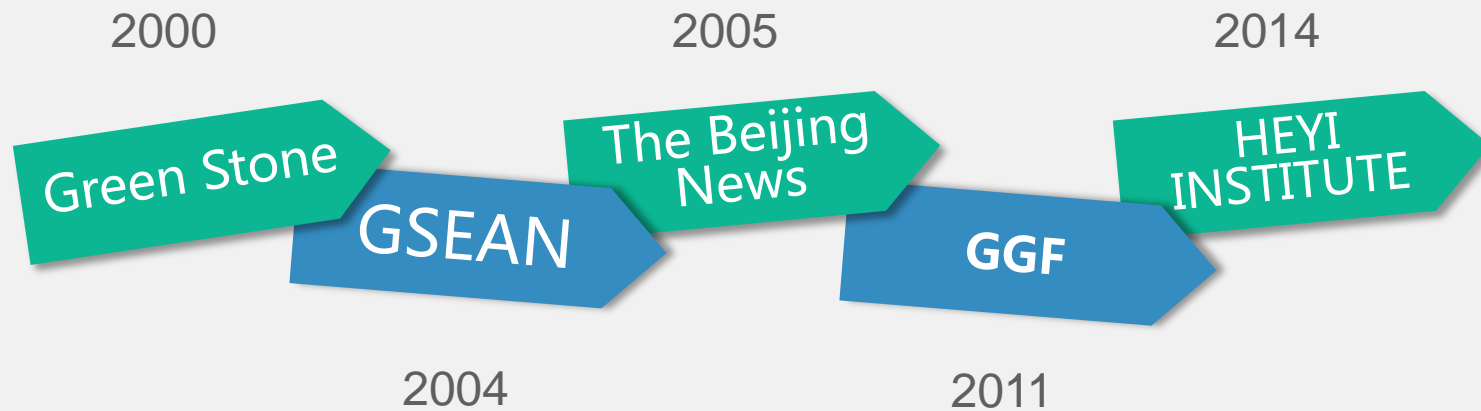 2000
2005
2014
Green Stone
GSEAN
The Beijing
News
GGF
HEYI
INSTITUTE
2004
2011